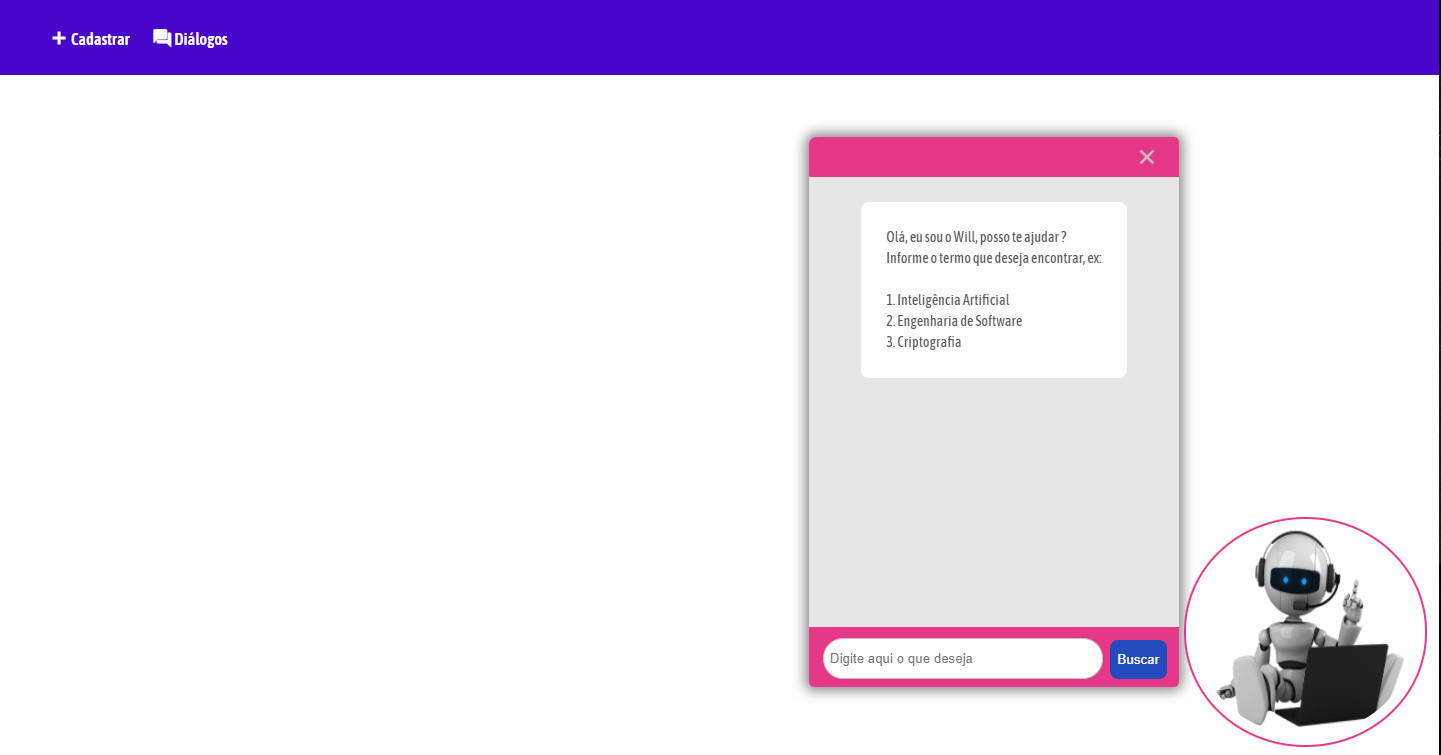 Cadastrar Diálogos
Olá, eu sou o Will, posso te ajudar ?
Informe o termo que deseja encontrar, ex:
1. Inteligência Artificial
2. Engenharia de Software
3. Criptografia
Digite aqui o que deseja Buscar